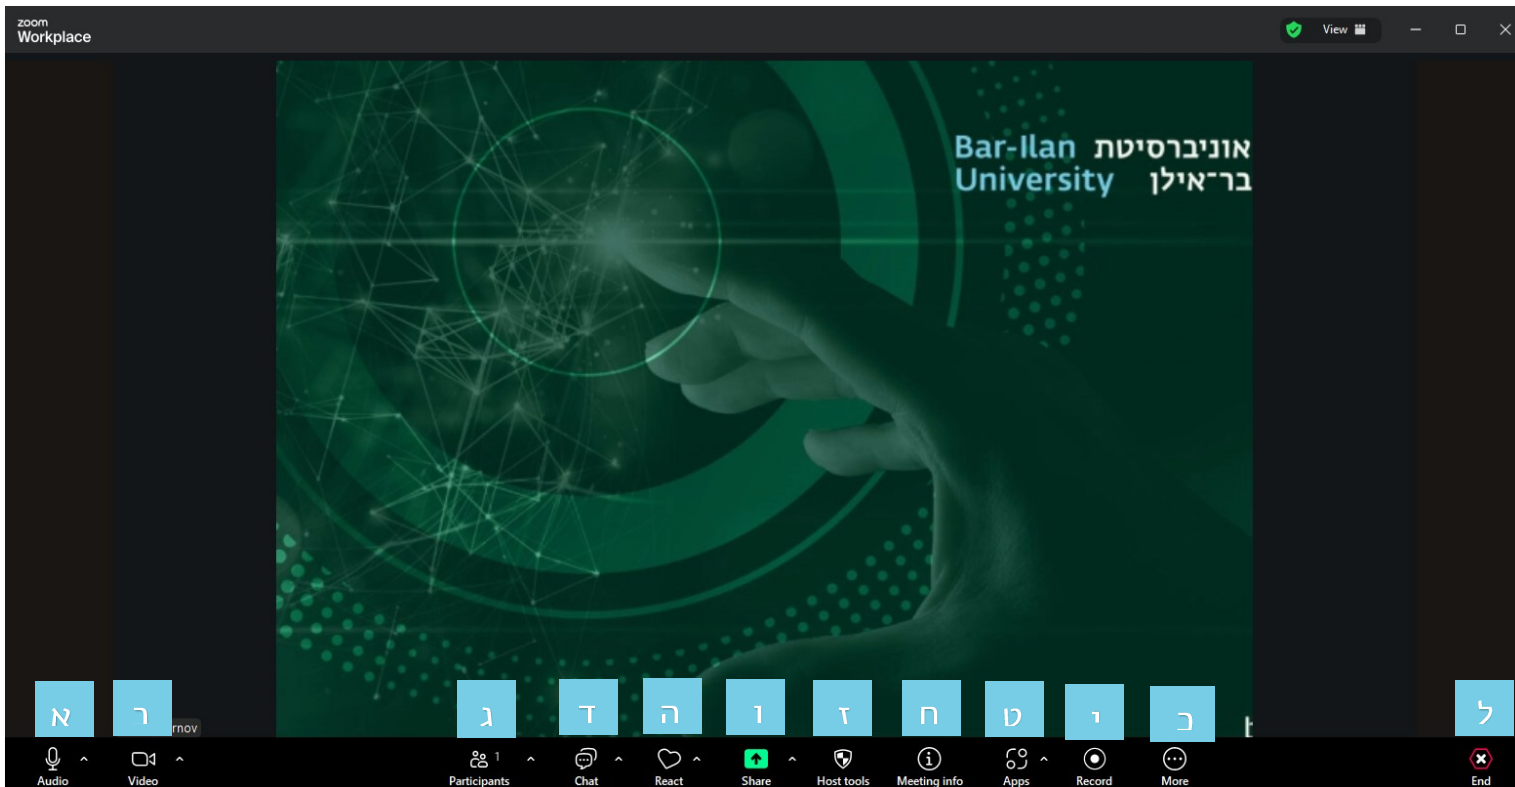 zoom
Workplace
View
Bar-Ilan אוניברסיטת
University בר־אילן
א ר ג ד ה ו ז ח ט י כ ל
rnov
Audio Video Participants 1 Chat React Share Host tools Meeting info Apps Record More End